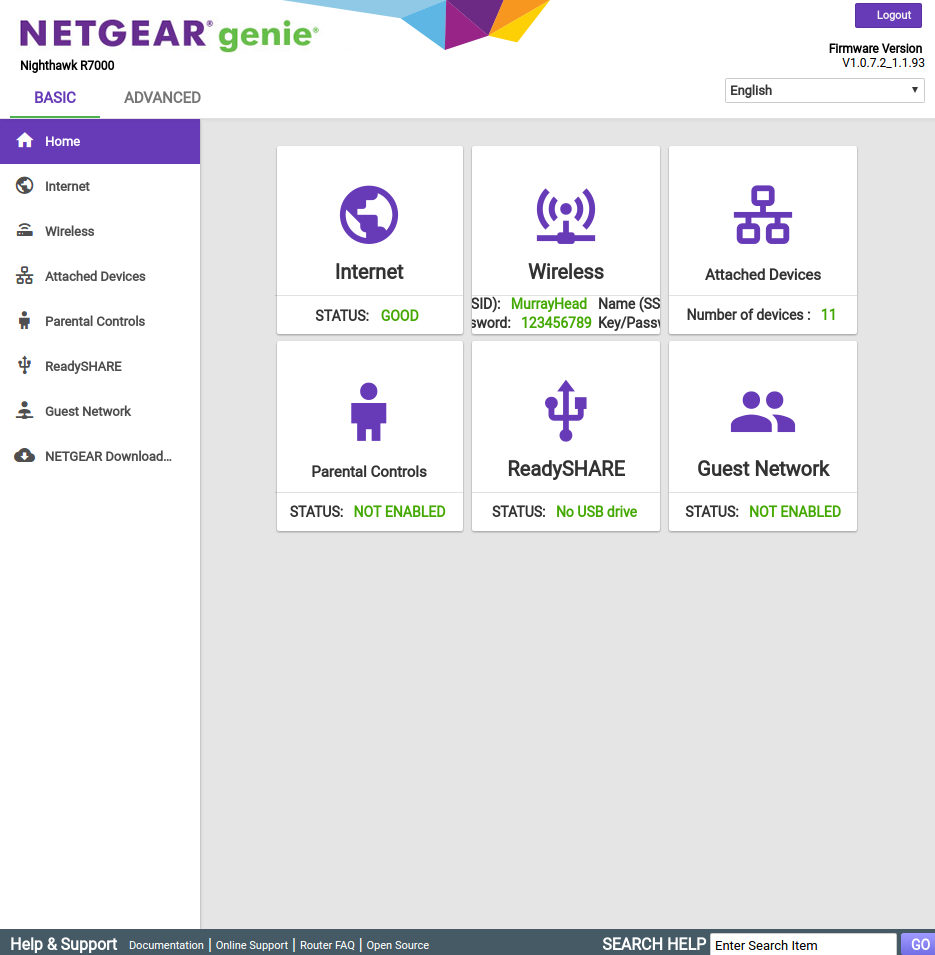 NETGEAR® genie®
Logout
Nighthawk R7000
Firmware Version
V1.0.7.2_1.1.93
BASIC ADVANCED
English
Home
Internet
Wireless
Attached Devices
Parental Controls
ReadySHARE
Guest Network
NETGEAR Download...
Internet
STATUS: GOOD
Wireless
SID): MurrayHead Name (SS
sword: 123456789 Key/Passw
Attached Devices
Number of devices : 11
Parental Controls
STATUS: NOT ENABLED
ReadySHARE
STATUS: No USB drive
Guest Network
STATUS: NOT ENABLED
Help & Support Documentation | Online Support | Router FAQ | Open Source
SEARCH HELP Enter Search Item GO